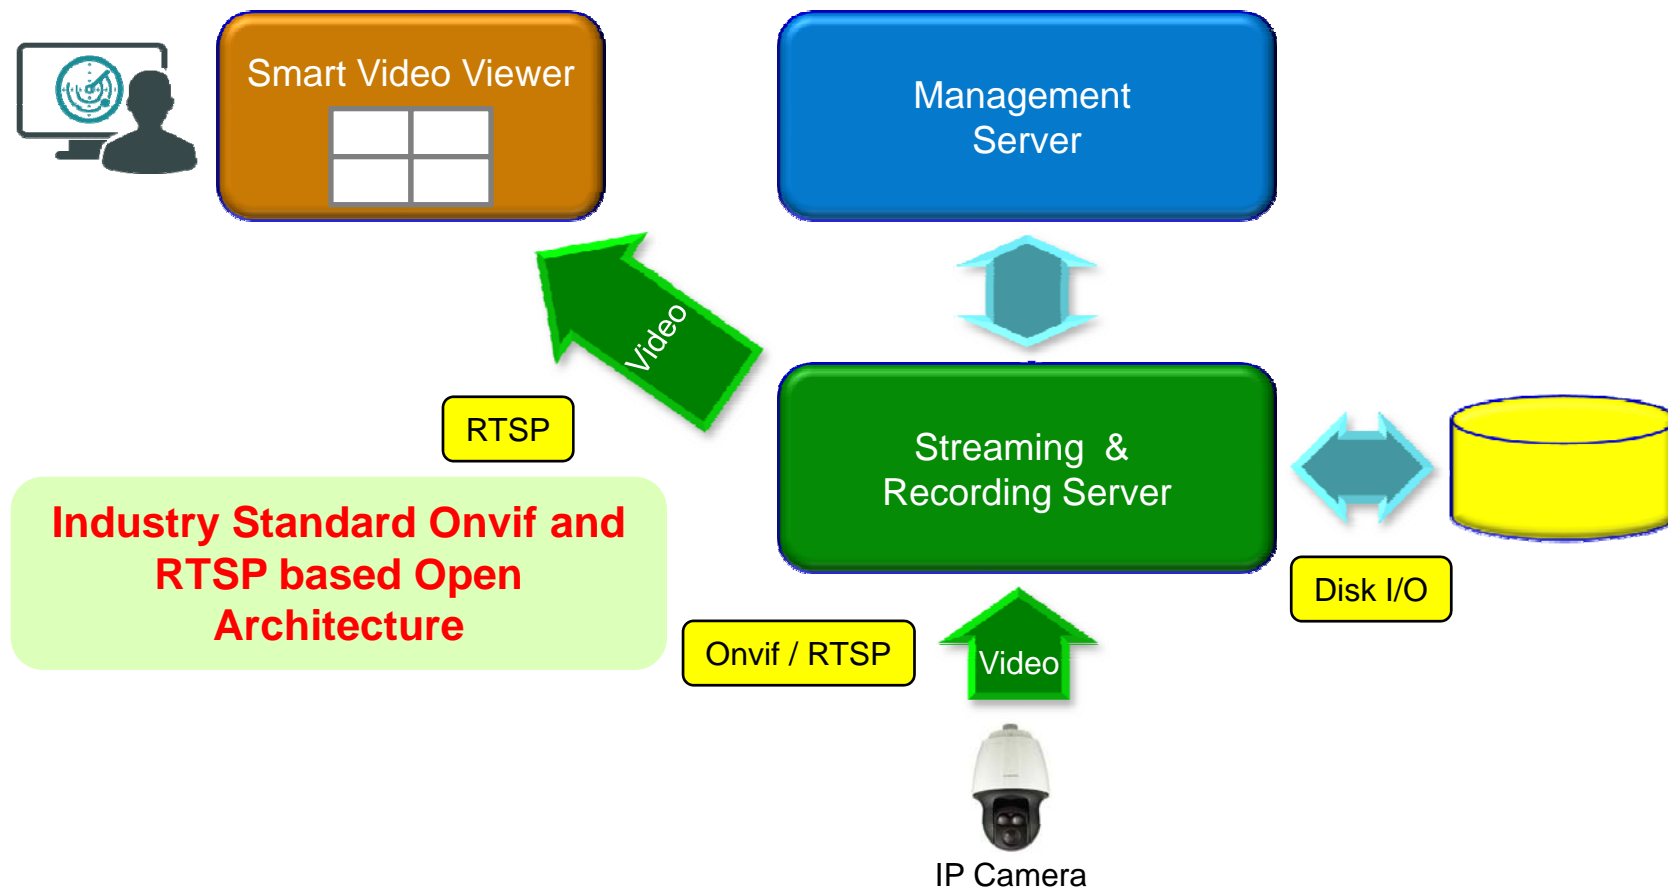 Smart Video Viewer
Management
Server
Video
RTSP
Streaming &
Recording Server
Industry Standard Onvif and
RTSP based Open
Architecture
Disk I/O
Onvif / RTSP
Video
IP Camera